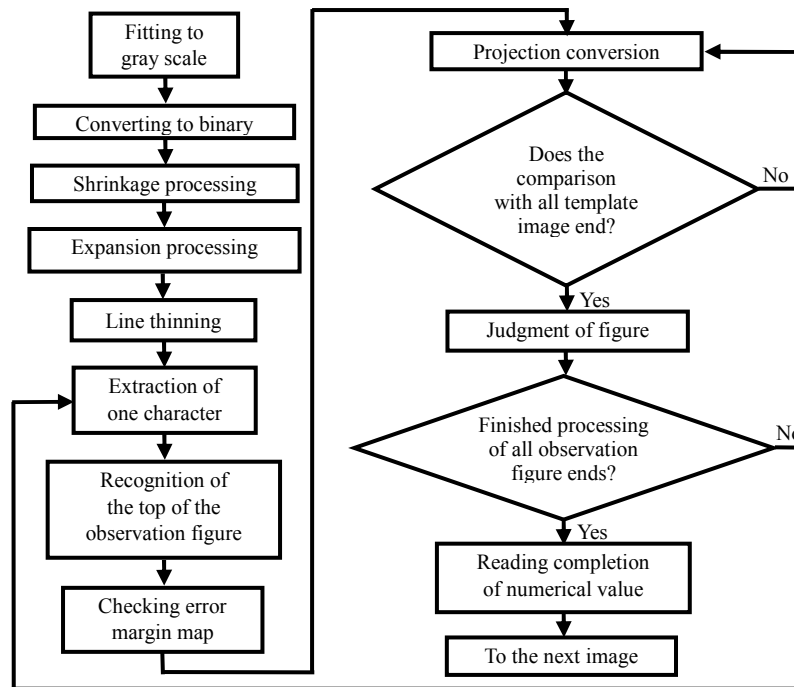 Fitting to
gray scale
Converting to binary
Shrinkage processing
Expansion processing
Line thinning
Extraction of
one character
Recognition of
the top of the
observation figure
Checking error
margin map
Projection conversion
Does the
comparison
with all template
image end?
No
Yes
Judgment of figure
Finished processing
of all observation
figure ends?
No
Yes
Reading completion
of numerical value
To the next image